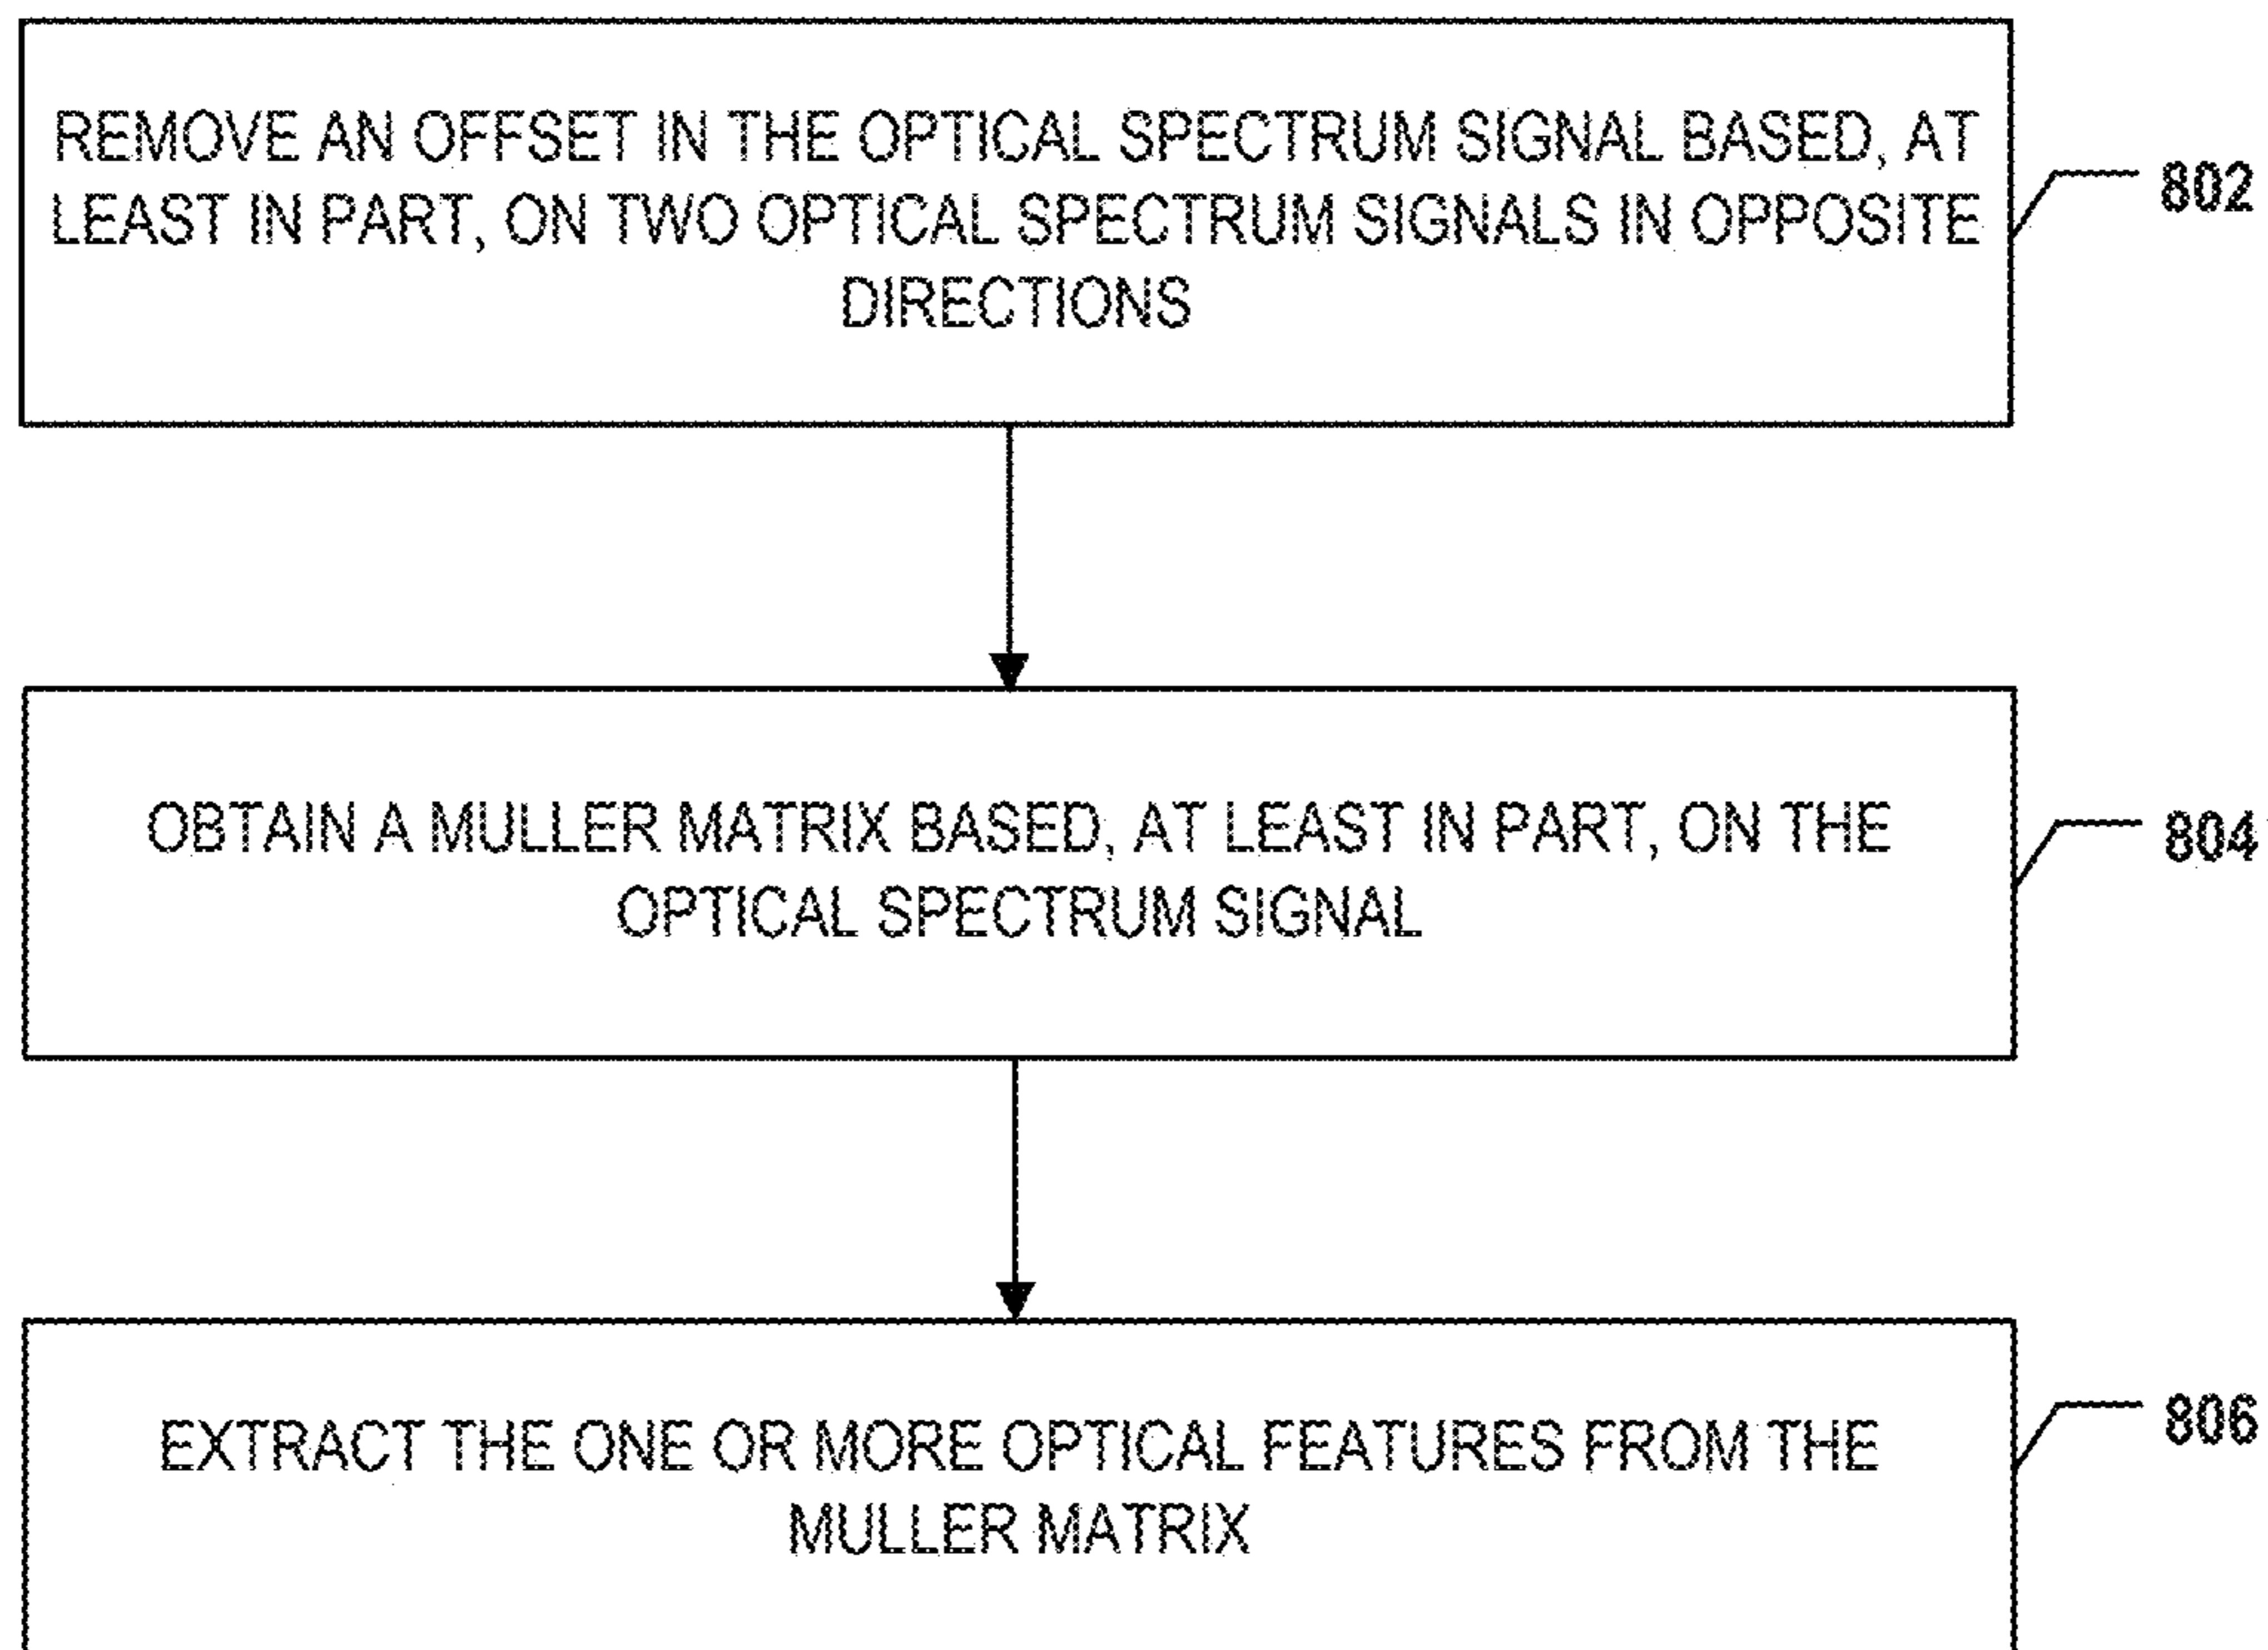 REMOVE AN OFFSET IN THE OPTICAL SPECTRUM SIGNAL BASED, AT
LEAST IN PART, ON TWO OPTICAL SPECTRUM SIGNALS IN OPPOSITE
DIRECTIONS
802
OBTAIN A MULLER MATRIX BASED, AT LEAST IN PART, ON THE
OPTICAL SPECTRUM SIGNAL
804
EXTRACT THE ONE OR MORE OPTICAL FEATURES FROM THE
MULLER MATRIX
806